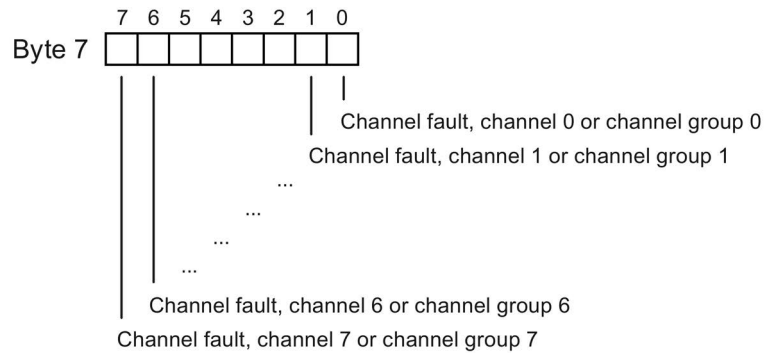 7 6 5 4 3 2 1 0
Byte 7
Channel fault, channel 0 or channel group 0
Channel fault, channel 1 or channel group 1
...
...
...
...
Channel fault, channel 6 or channel group 6
Channel fault, channel 7 or channel group 7